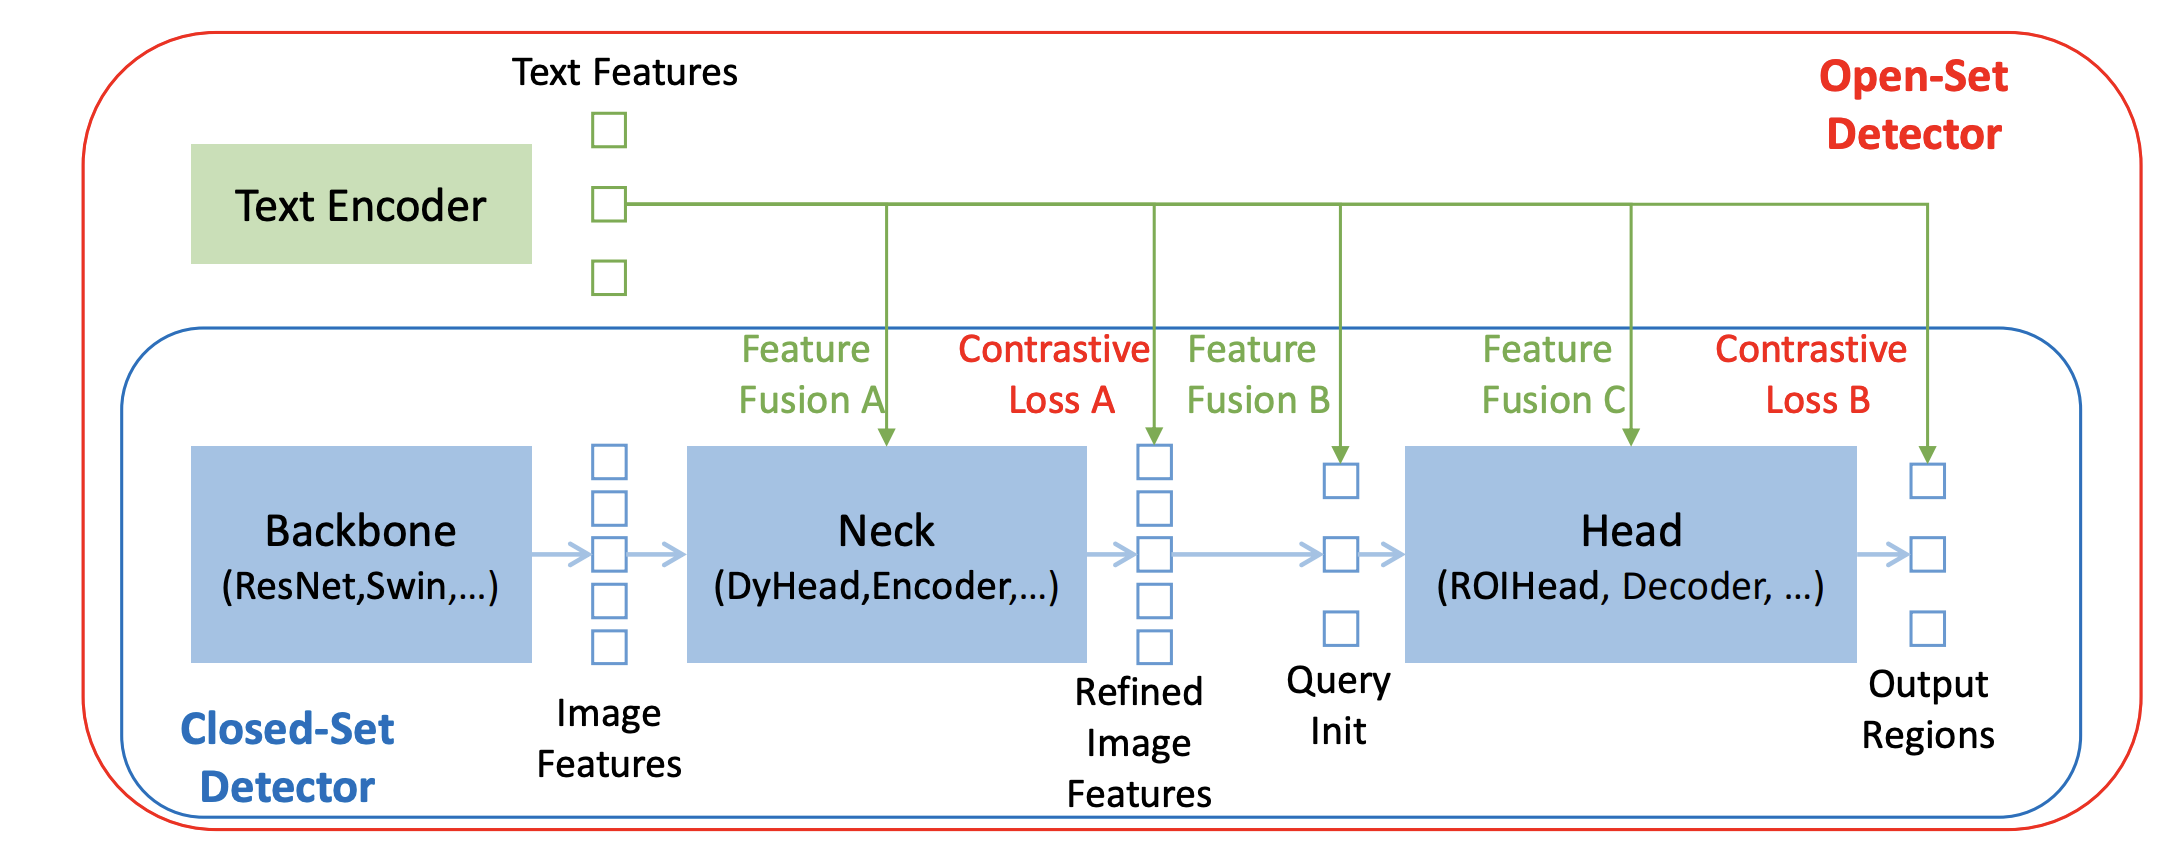 Text Features
Open-Set
Detector
Text Encoder
Feature
Fusion A
Contrastive
Loss A
Feature
Fusion B
Feature
Fusion C
Contrastive
Loss B
Backbone
(ResNet,Swin,...)
Neck
(DyHead,Encoder,...)
Head
(ROIHead, Decoder, ...)
Closed-Set
Detector
Image
Features
Refined
Image
Features
Query
Init
Output
Regions